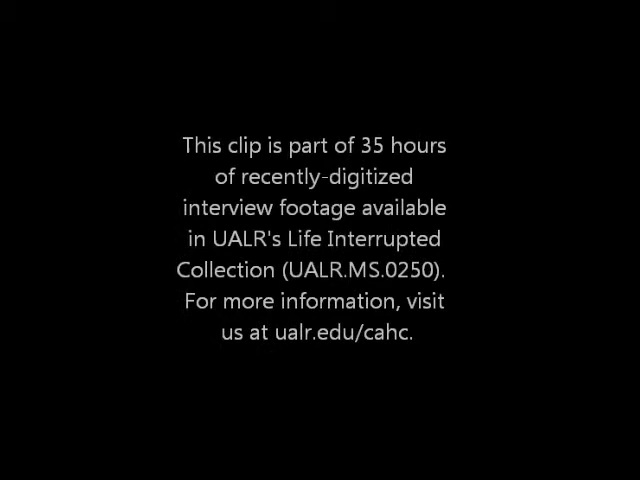 This clip is part of 35 hours
of recently-digitized
interview footage available
in UALR's Life Interrupted
Collection (UALR.MS.0250).
For more information, visit
us at ualr.edu/cahc.